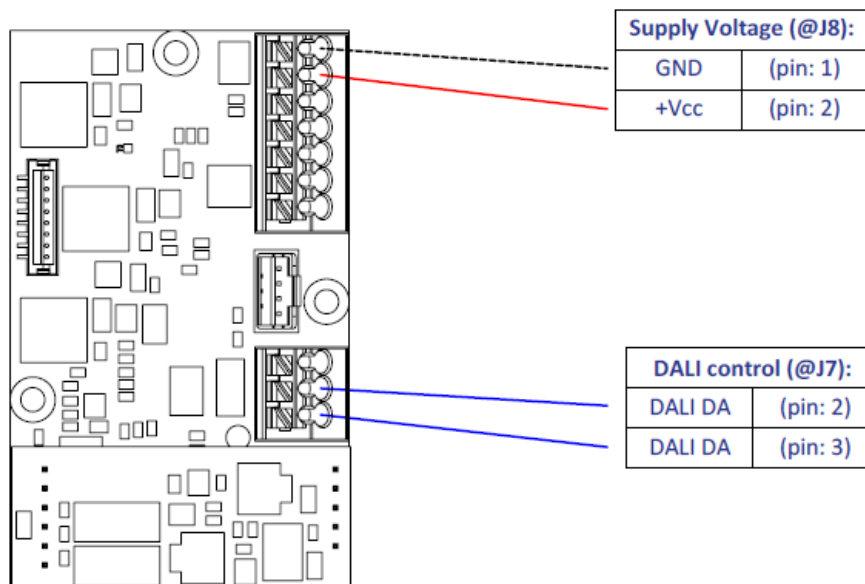 Supply Voltage (@J8):
GND (pin: 1)
+Vcc (pin: 2)
DALI control (@J7):
DALI DA (pin: 2)
DALI DA (pin: 3)